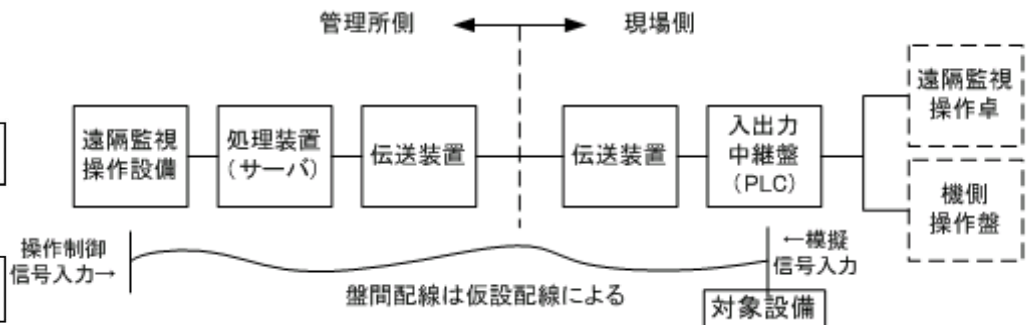 管理所側
現場側
遠隔監視
操作設備
処理装置
（サーバ）
伝送装置
伝送装置
入出力
中継盤
（PLC）
遠隔監視
操作卓
機側
操作盤
操作制御
信号入力→
←模擬
信号入力
盤間配線は仮設配線による
対象設備